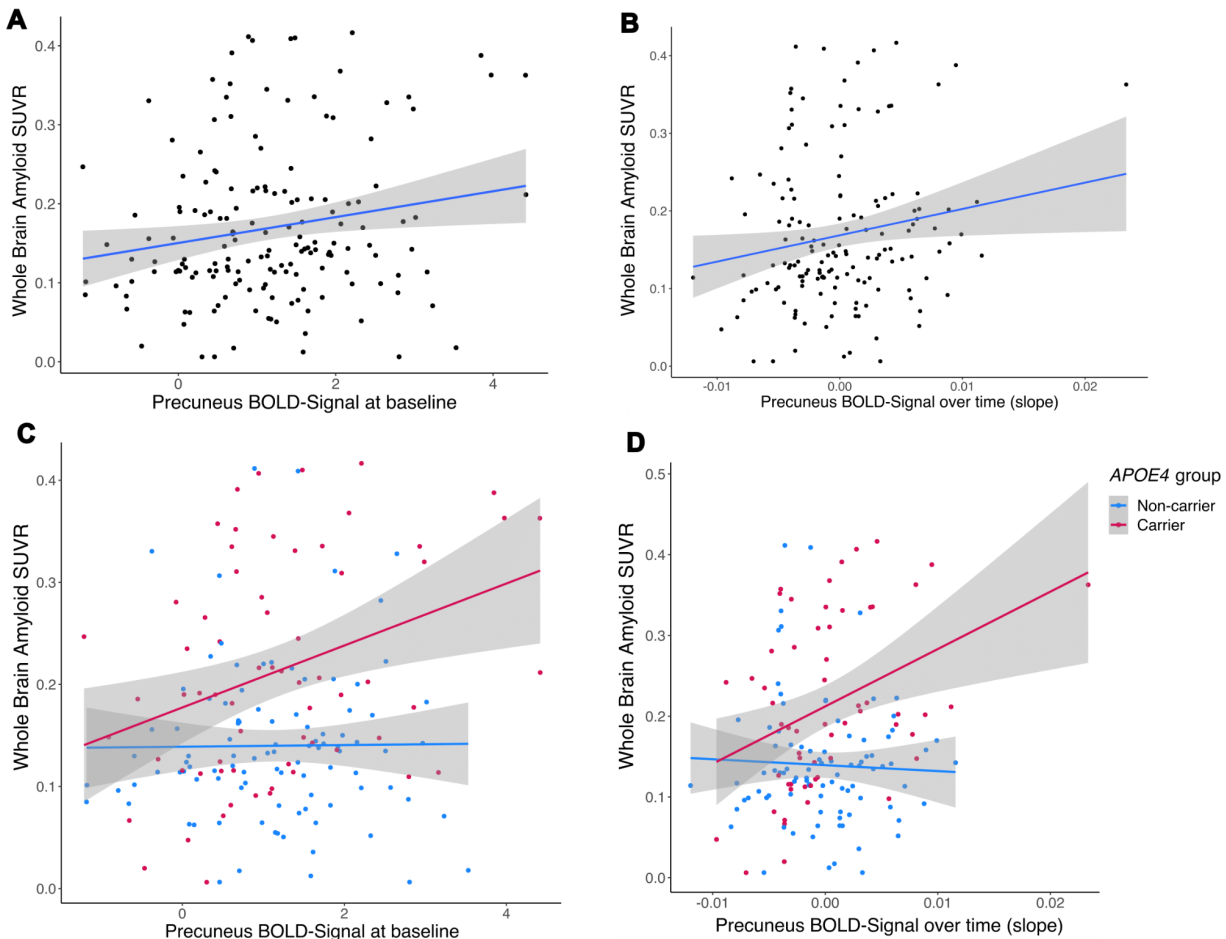 A
Whole Brain Amyloid SUVR
0.4
0.3
0.2
0.1
0.0
0
2
4
Precuneus BOLD-Signal at baseline
B
Whole Brain Amyloid SUVR
0.4
0.3
0.2
0.1
0.0
-0.01
0.00
0.01
0.02
Precuneus BOLD-Signal over time (slope)
C
Whole Brain Amyloid SUVR
0.4
0.3
0.2
0.1
0.0
0
2
4
Precuneus BOLD-Signal at baseline
D
Whole Brain Amyloid SUVR
0.5
0.4
0.3
0.2
0.1
0.0
-0.01
0.00
0.01
0.02
Precuneus BOLD-Signal over time (slope)
APOE4 group
Non-carrier
Carrier